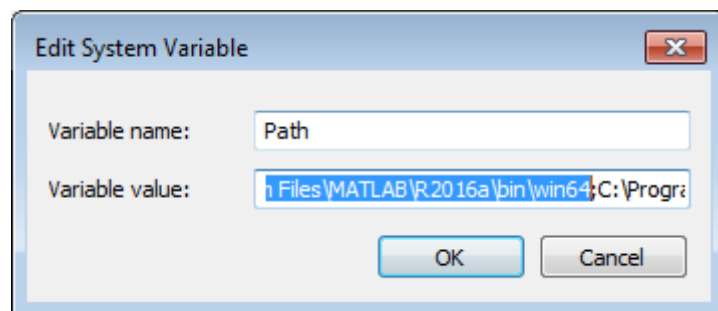 Edit System Variable
Variable name: Path
Variable value: n Files\MATLAB\R2016a\bin\win64;C:\Progra
OK Cancel